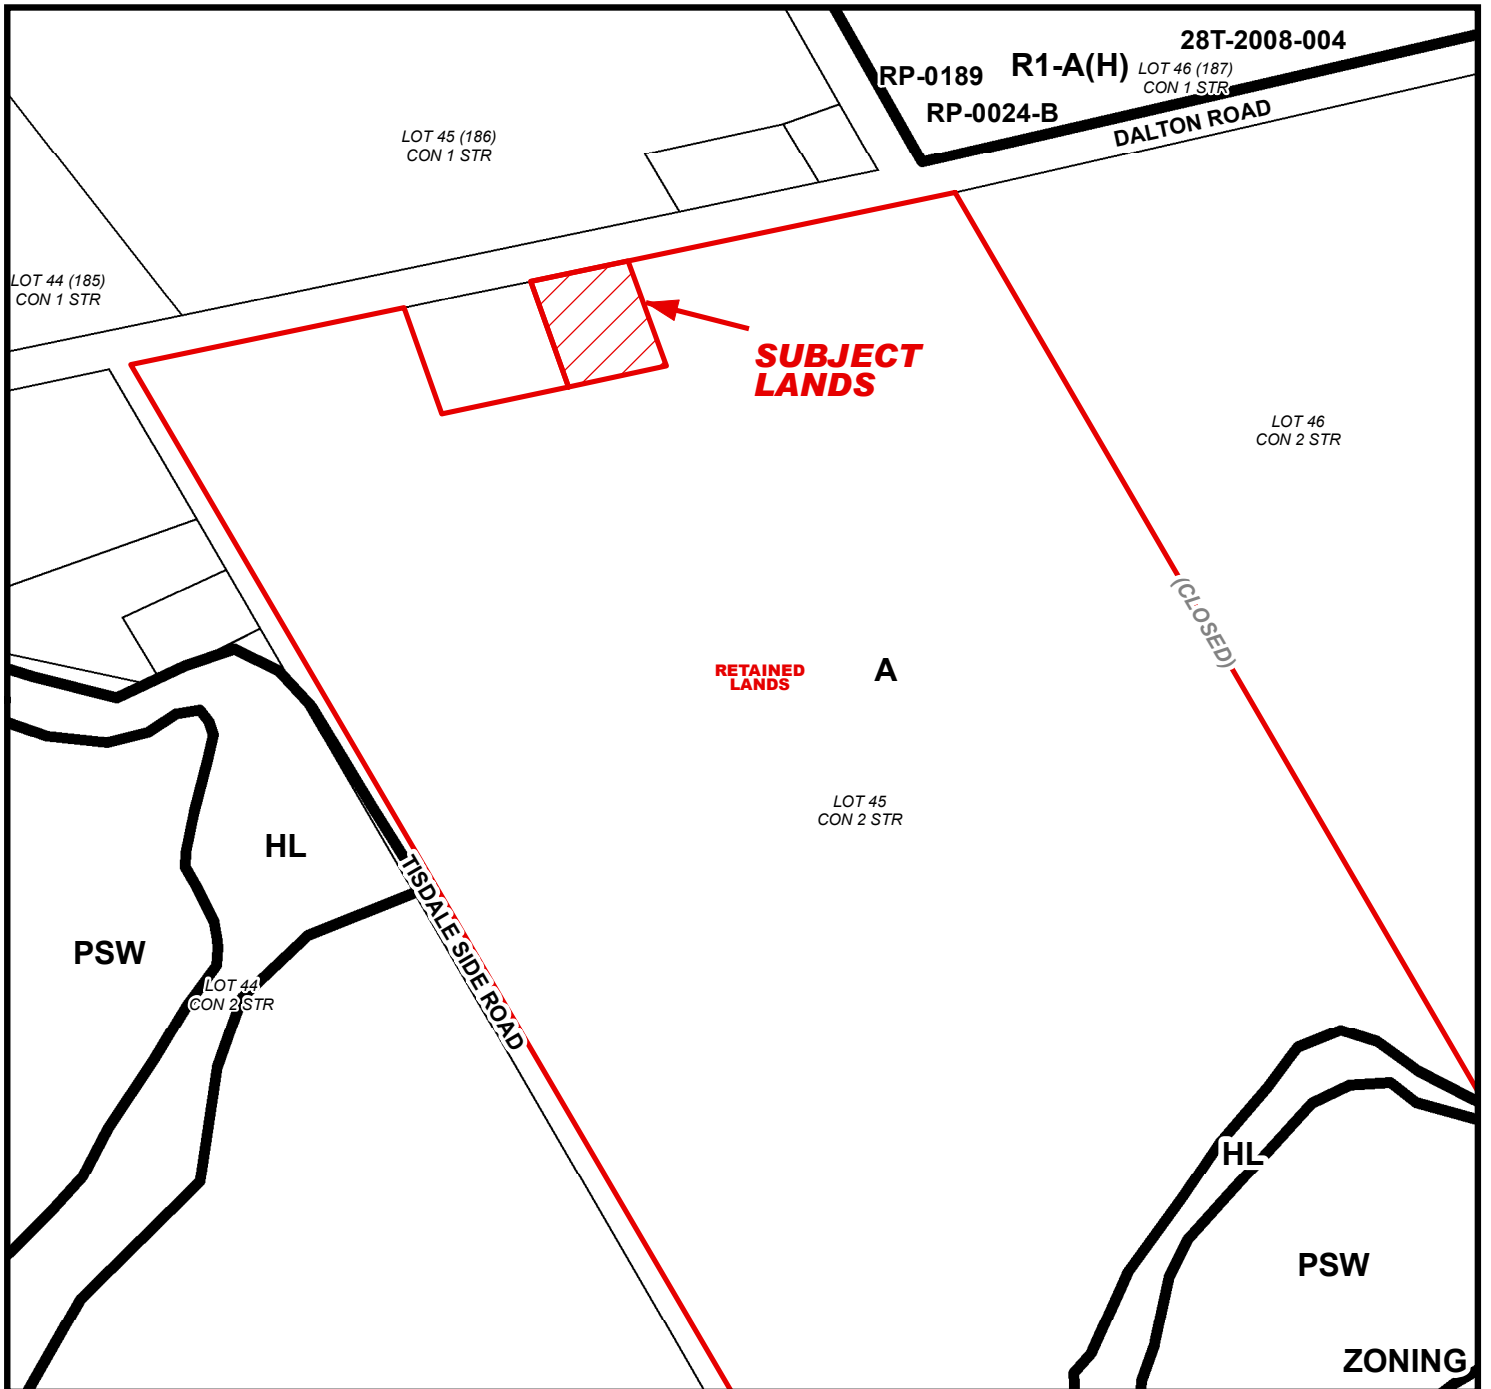 28T-2008-004
RP-0189
R1-A(H)
LOT 46 (187)
CON 1 STR
RP-0024-B
DALTON ROAD
LOT 45 (186)
CON 1 STR
LOT 44 (185)
CON 1 STR
SUBJECT
LANDS
LOT 46
CON 2 STR
(CLOSED)
RETAINED
LANDS
A
LOT 45
CON 2 STR
HL
TISDALE SIDE ROAD
PSW
LOT 44
CON 2 STR
HL
PSW
ZONING